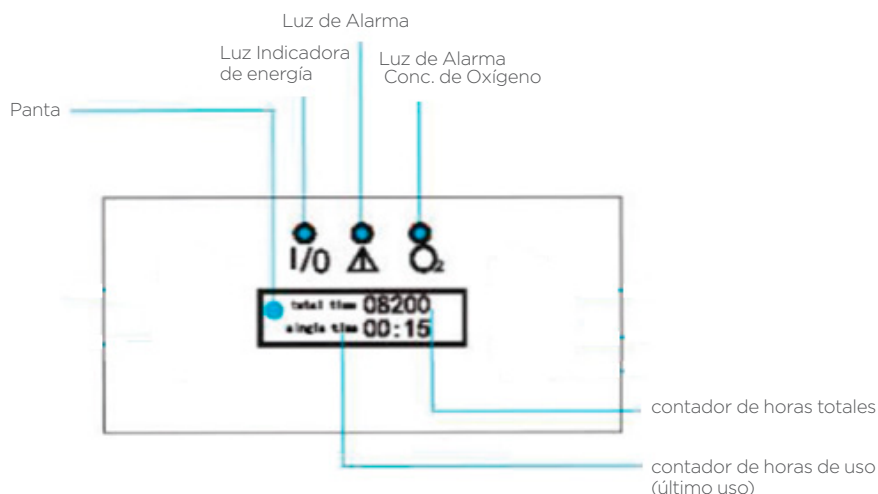 Luz de Alarma
Luz Indicadora
de energía
Luz de Alarma
Conc. de Oxígeno
Panta
I/0
O₂
total time 08200
single time 00:15
contador de horas totales
contador de horas de uso
(último uso)